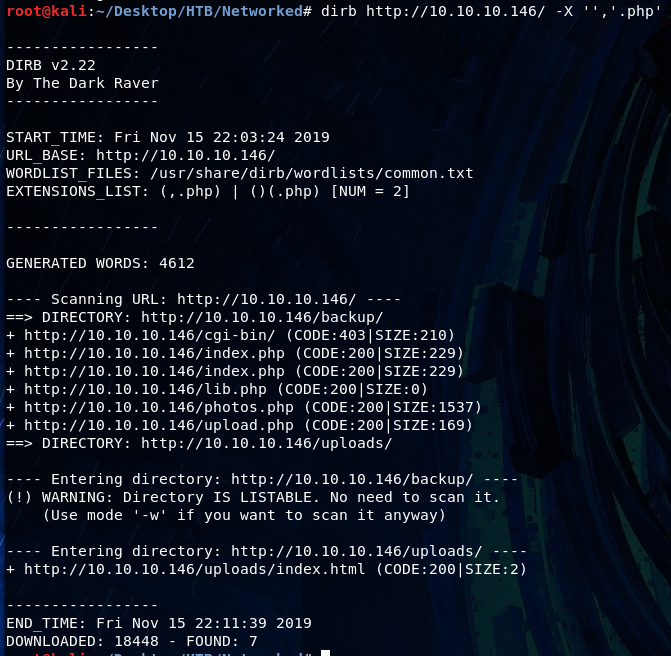 root@kali:~/Desktop/HTB/Networked# dirb http://10.10.10.146/ -X '','.php'
-----------------
DIRB v2.22
By The Dark Raver
-----------------
START_TIME: Fri Nov 15 22:03:24 2019
URL_BASE: http://10.10.10.146/
WORDLIST_FILES: /usr/share/dirb/wordlists/common.txt
EXTENSIONS_LIST: (,.php) | ()(.php) [NUM = 2]
-----------------
GENERATED WORDS: 4612
---- Scanning URL: http://10.10.10.146/ ----
==> DIRECTORY: http://10.10.10.146/backup/
+ http://10.10.10.146/cgi-bin/ (CODE:403|SIZE:210)
+ http://10.10.10.146/index.php (CODE:200|SIZE:229)
+ http://10.10.10.146/index.php (CODE:200|SIZE:229)
+ http://10.10.10.146/lib.php (CODE:200|SIZE:0)
+ http://10.10.10.146/photos.php (CODE:200|SIZE:1537)
+ http://10.10.10.146/upload.php (CODE:200|SIZE:169)
==> DIRECTORY: http://10.10.10.146/uploads/
---- Entering directory: http://10.10.10.146/backup/ ----
(!) WARNING: Directory IS LISTABLE. No need to scan it.
    (Use mode '-w' if you want to scan it anyway)
---- Entering directory: http://10.10.10.146/uploads/ ----
+ http://10.10.10.146/uploads/index.html (CODE:200|SIZE:2)
-----------------
END_TIME: Fri Nov 15 22:11:39 2019
DOWNLOADED: 18448 - FOUND: 7
root@kali:~/Desktop/HTB/Networked#